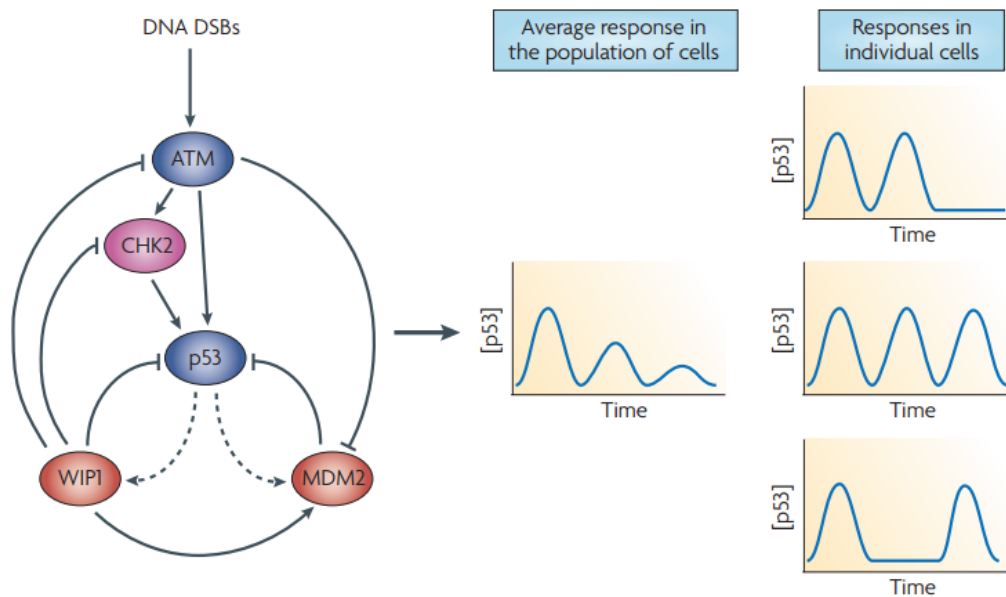 DNA DSBs
ATM
CHK2
p53
WIP1
MDM2
Average response in
the population of cells
[p53]
Time
Responses in
individual cells
[p53]
Time
[p53]
Time
[p53]
Time